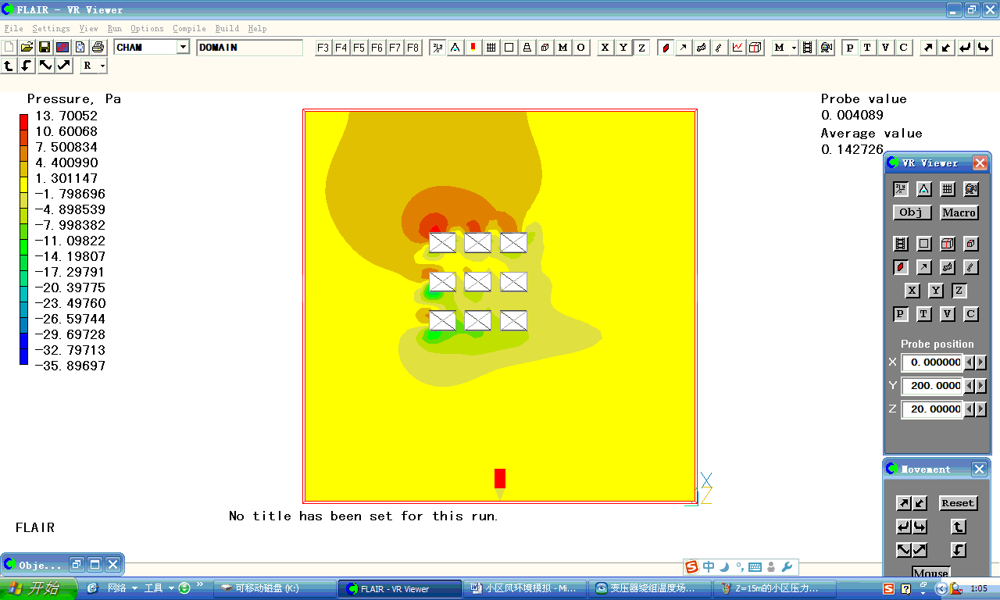 FLAIR - VR Viewer
File Settings View Run Options Compile Build Help
CHAM DOMAIN F3 F4 F5 F6 F7 F8 M O X Y Z M P T V C
R
Pressure, Pa
13.70052
10.60068
7.500834
4.400990
1.301147
-1.798696
-4.898539
-7.998382
-11.09822
-14.19807
-17.29791
-20.39775
-23.49760
-26.59744
-29.69728
-32.79713
-35.89697
Probe value
0.004089
Average value
0.142726
VR Viewer
Obj Macro
X Y Z
P T V C
Probe position
X 0.000000
Y 200.0000
Z 20.00000
X
Z
Movement
Reset
Mouse
No title has been set for this run.
FLAIR
Obje...
中
开始 网络 工具 » 可移动磁盘 (K:) FLAIR - VR Viewer 小区风环境模拟 - Mi... 变压器绕组温度场... Z=15m的小区压力... 1:05